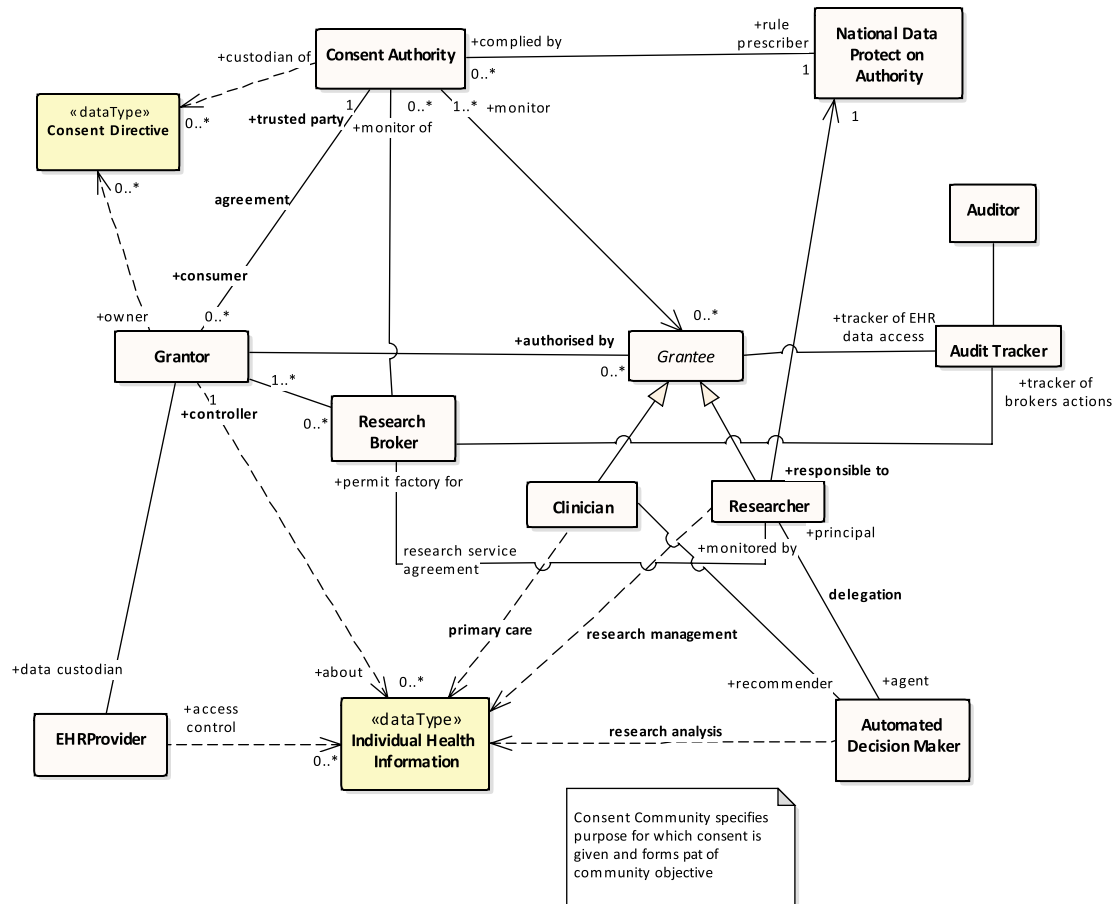 +custodian of
Consent Authority
+complied by
0..*
+rule
prescriber
1
National Data
Protect on
Authority
«dataType»
Consent Directive
0..*
0..*
1
+trusted party
0..*
+monitor of
1..*
+monitor
1
agreement
Auditor
+consumer
0..*
+owner
Grantor
+authorised by
0..*
0..*
Grantee
+tracker of EHR
data access
Audit Tracker
+tracker of
brokers actions
1..*
0..*
1
+controller
Research
Broker
+permit factory for
Clinician
+responsible to
Researcher
+principal
+monitored by
research service
agreement
delegation
primary care
research management
+data custodian
+about
0..*
+recommender
+agent
EHRProvider
+access
control
0..*
«dataType»
Individual Health
Information
research analysis
Automated
Decision Maker
Consent Community specifies
purpose for which consent is
given and forms pat of
community objective